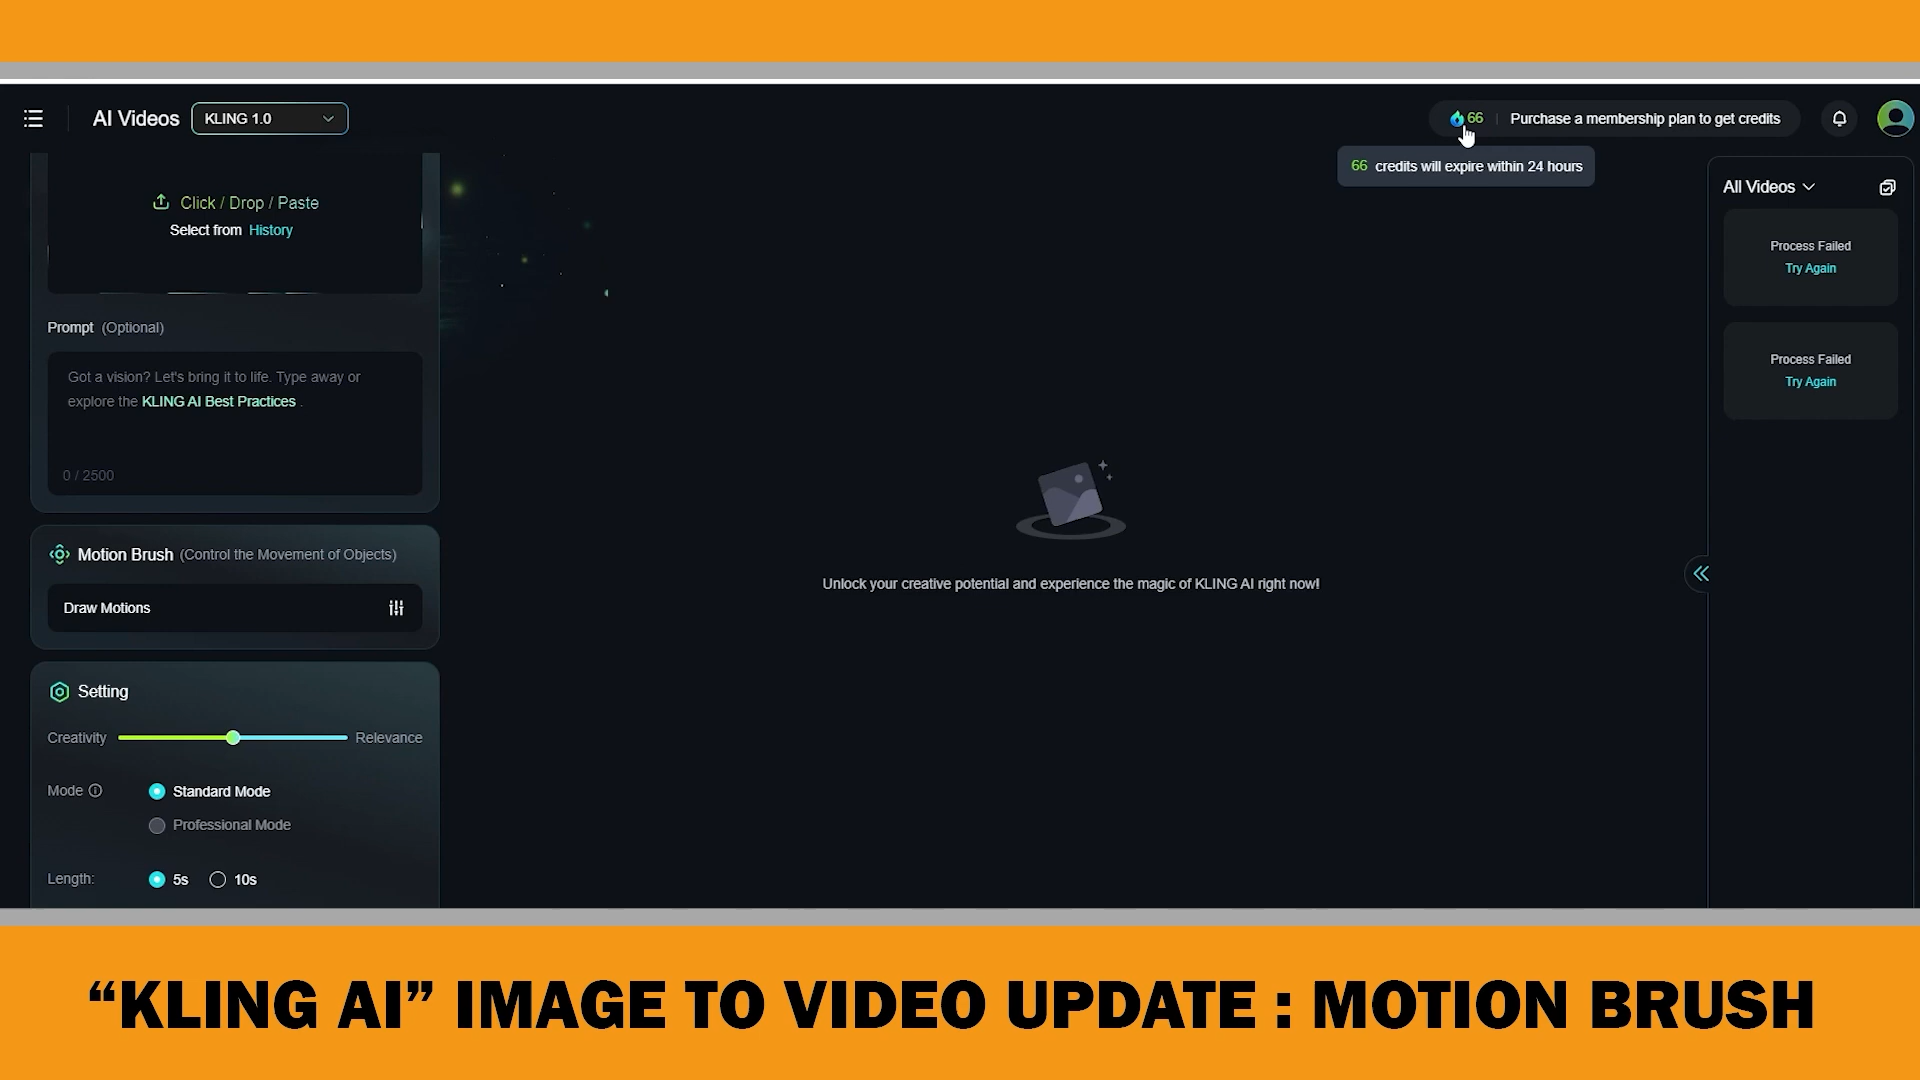 AI Videos
KLING 1.0
66
Purchase a membership plan to get credits
66 credits will expire within 24 hours
Click / Drop / Paste
Select from History
Prompt (Optional)
Got a vision? Let's bring it to life. Type away or
explore the KLING AI Best Practices .
0 / 2500
Motion Brush (Control the Movement of Objects)
Draw Motions
Setting
Creativity
Relevance
Mode
Standard Mode
Professional Mode
Length:
5s
10s
Unlock your creative potential and experience the magic of KLING AI right now!
All Videos
Process Failed
Try Again
Process Failed
Try Again
“KLING AI” IMAGE TO VIDEO UPDATE : MOTION BRUSH